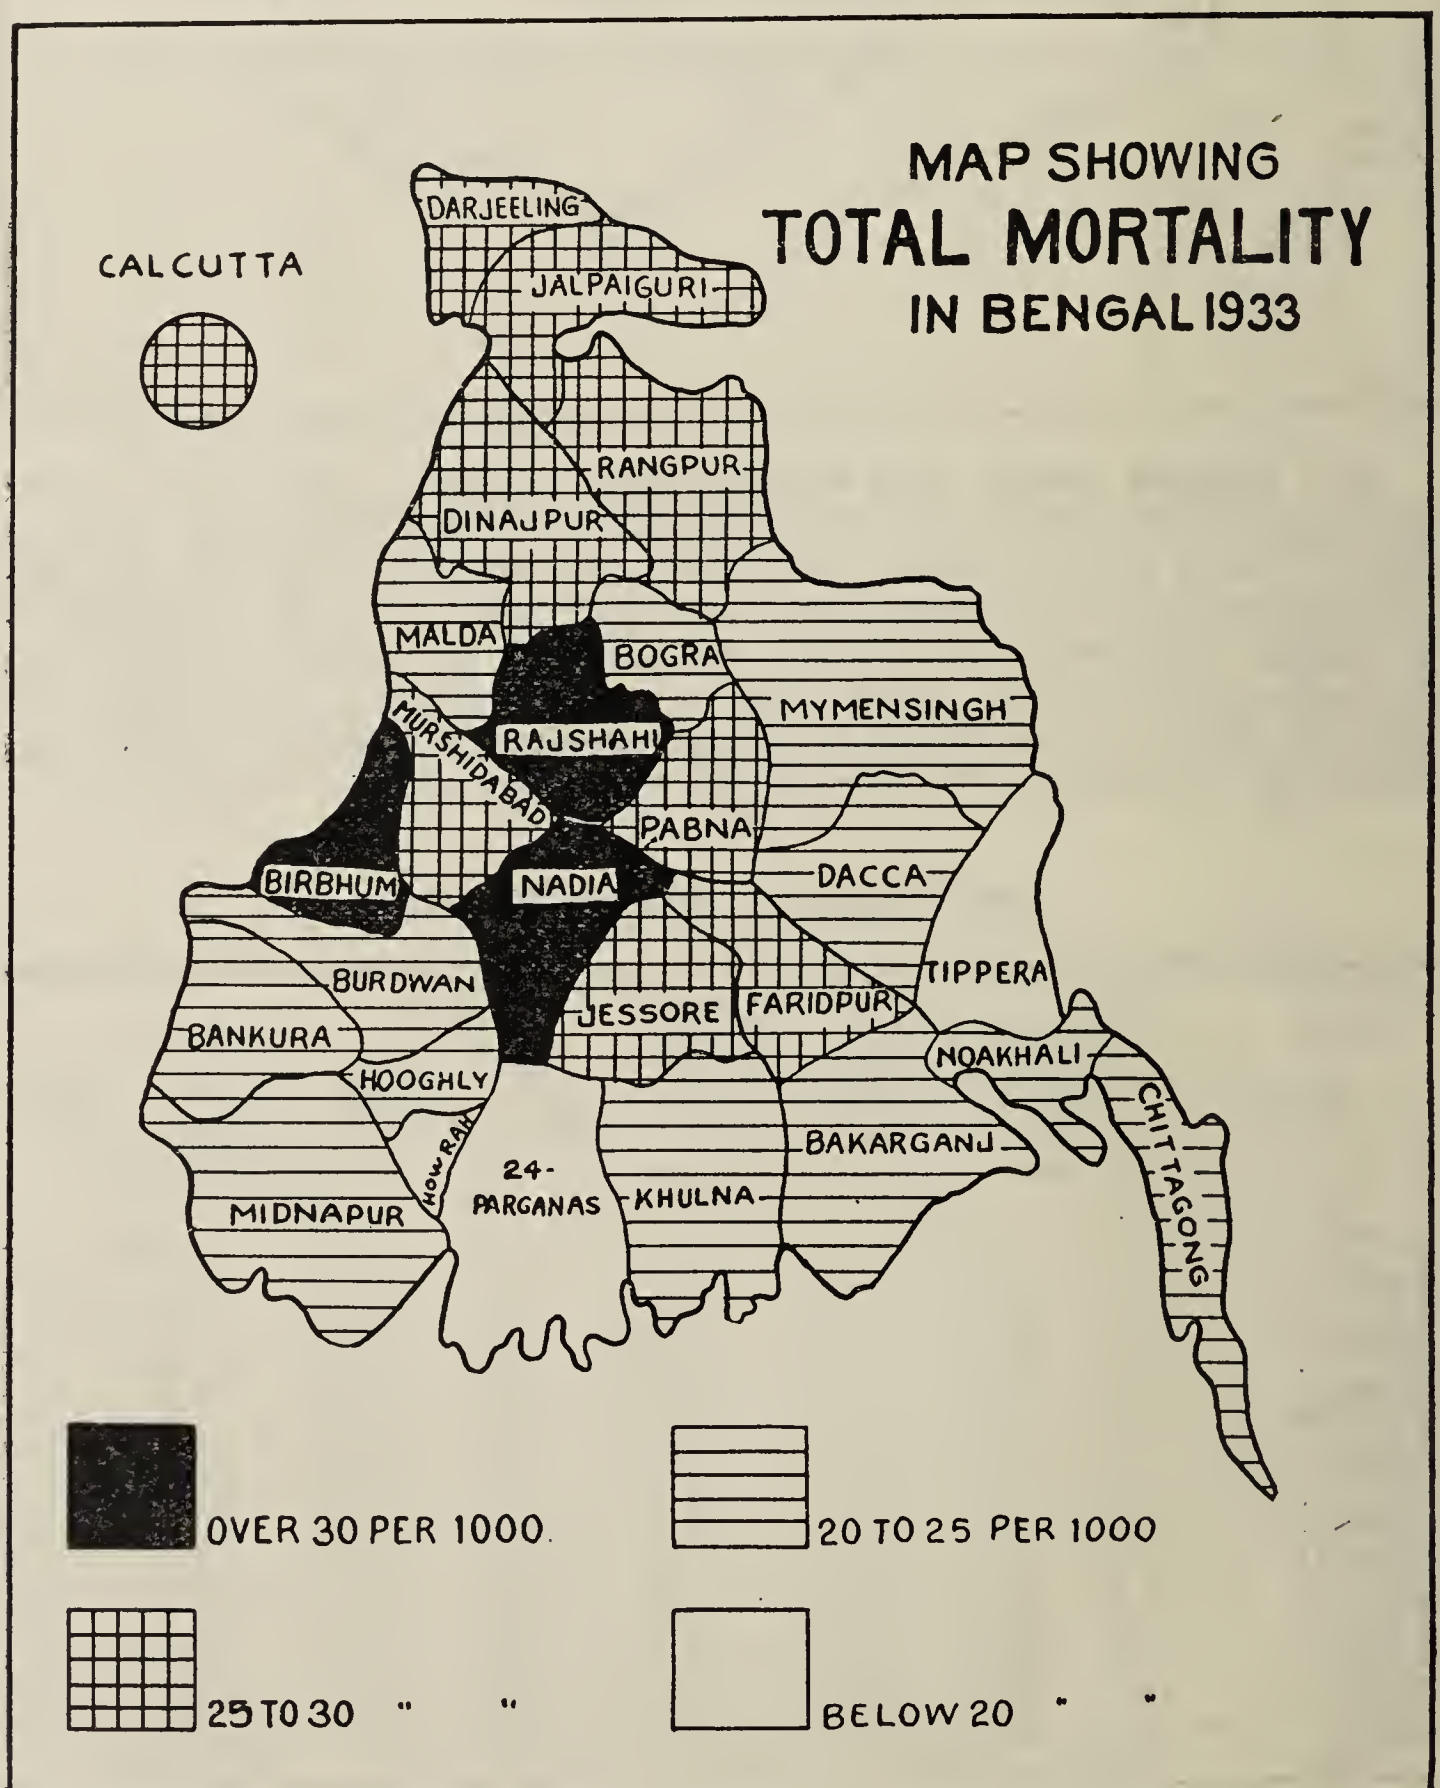 MAP SHOWING
TOTAL MORTALITY
IN BENGAL 1933
CALCUTTA
DARJEELING
JALPAIGURI
RANGPUR
DINAJPUR
MALDA
BOGRA
MYMENSINGH
MURSHIDABAD
RAJSHAHI
PABNA
DACCA
BIRBHUM
NADIA
TIPPERA
BURDWAN
JESSORE
FARIDPUR
BANKURA
NOAKHALI
HOOGHLY
CHITTAGONG
HOWRAH
BAKARGANJ
24-
PARGANAS
KHULNA
MIDNAPUR
OVER 30 PER 1000.
20 TO 25 PER 1000
25 TO 30 " "
BELOW 20 " "